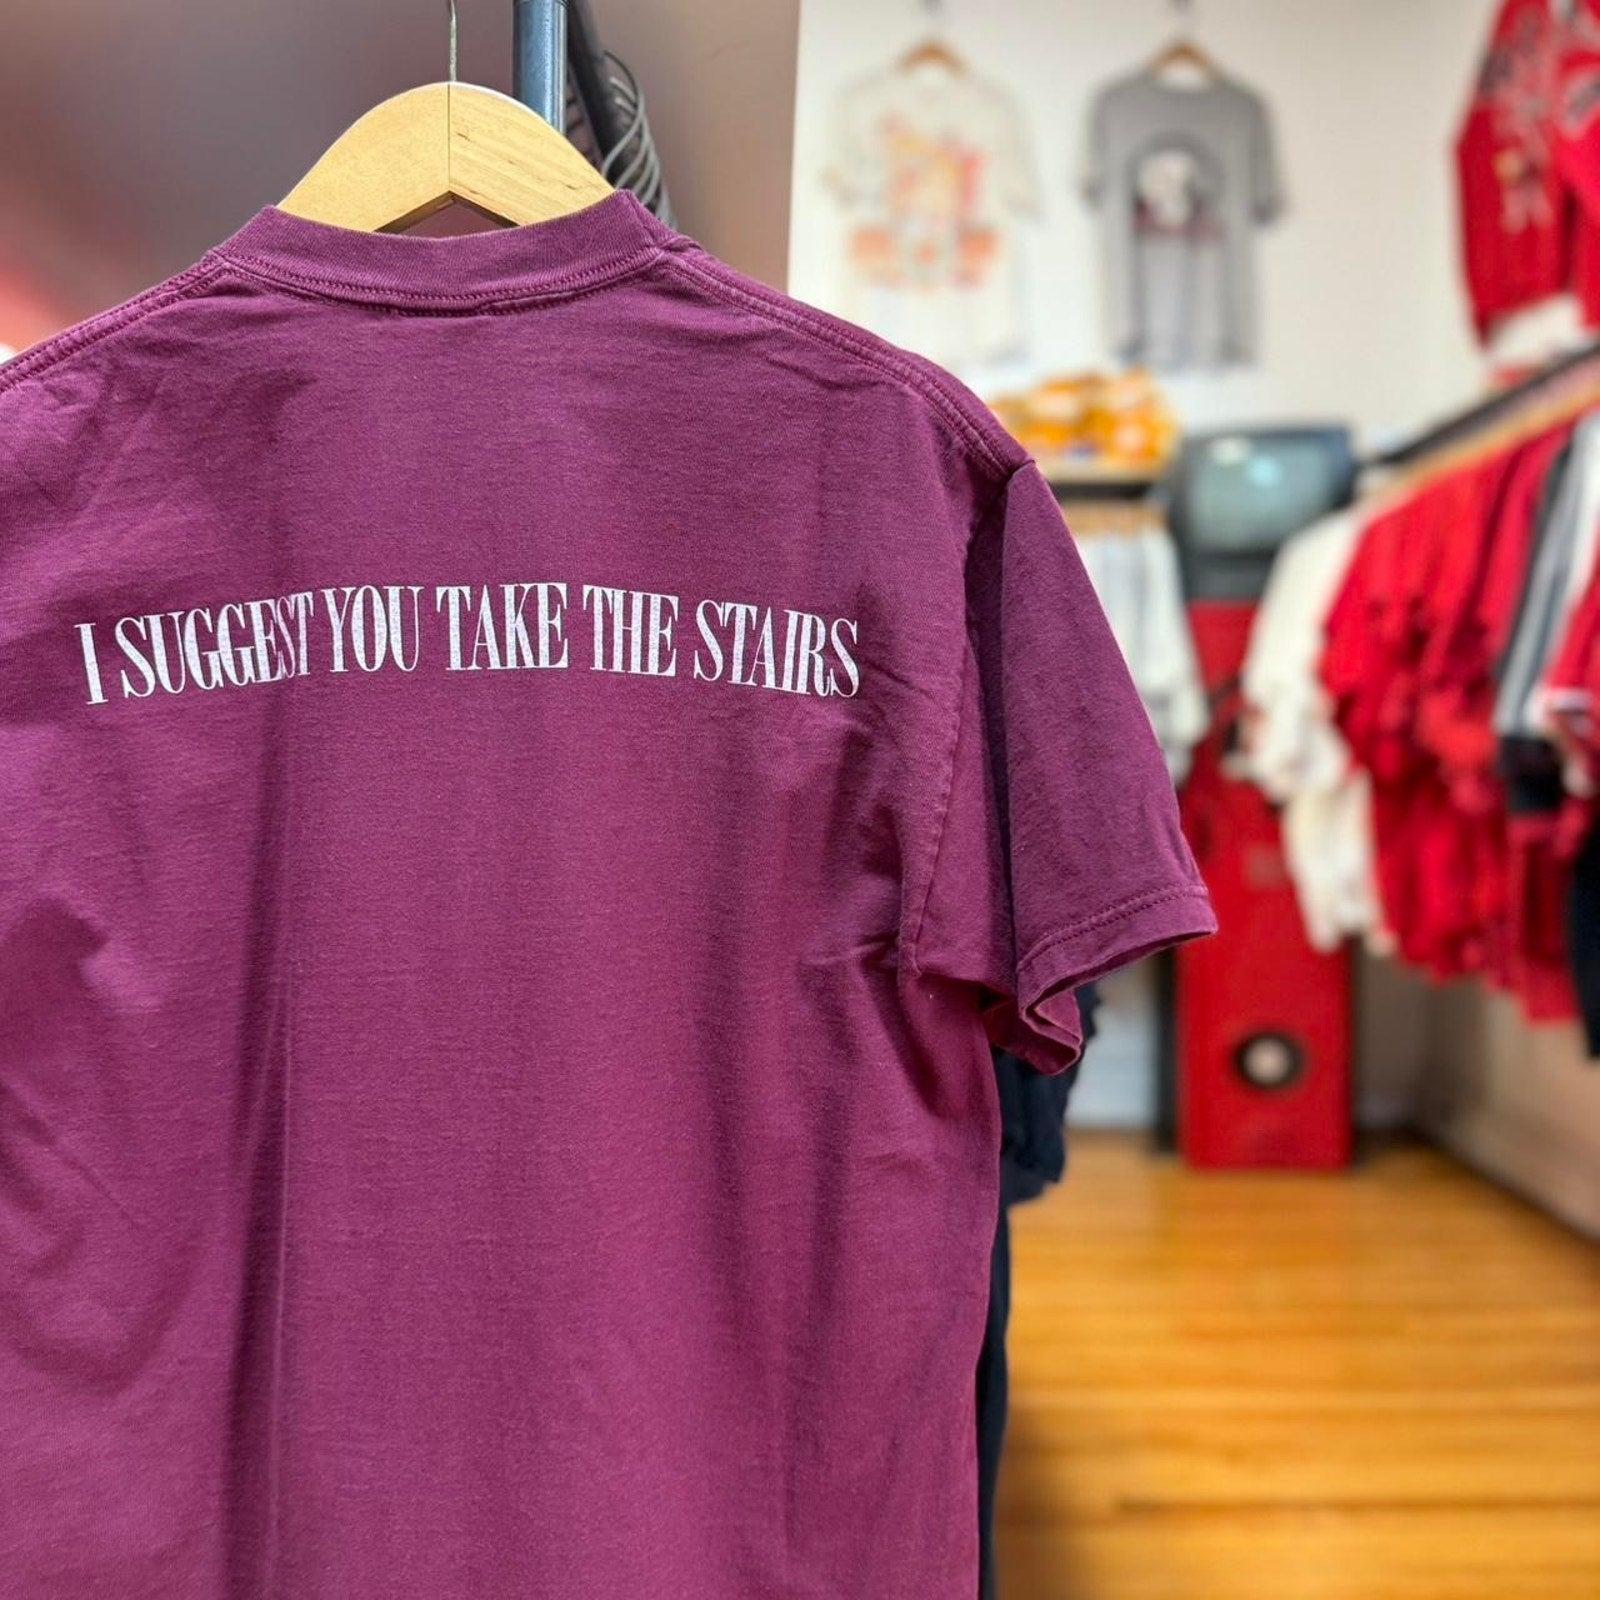 I SUGGEST YOU TAKE THE STAIRS